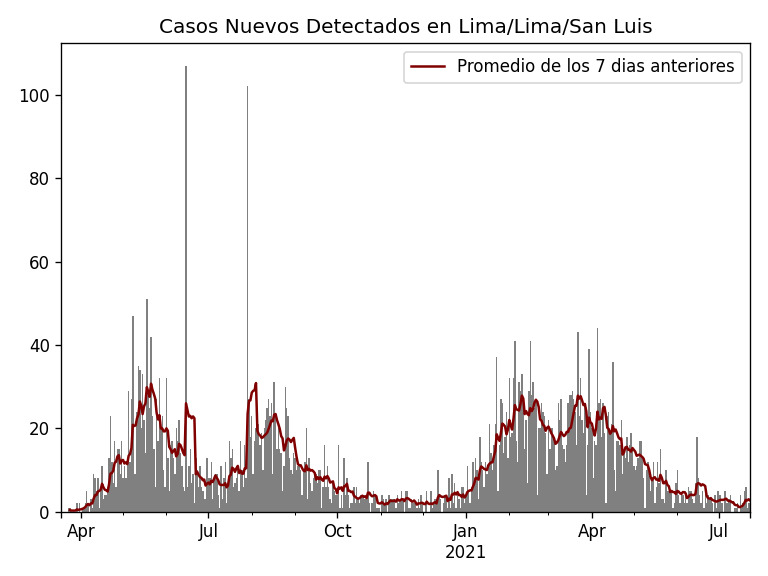 Casos Nuevos Detectados en Lima/Lima/San Luis
Promedio de los 7 dias anteriores
100
80
60
40
20
0
Apr Jul Oct Jan Apr Jul
2021